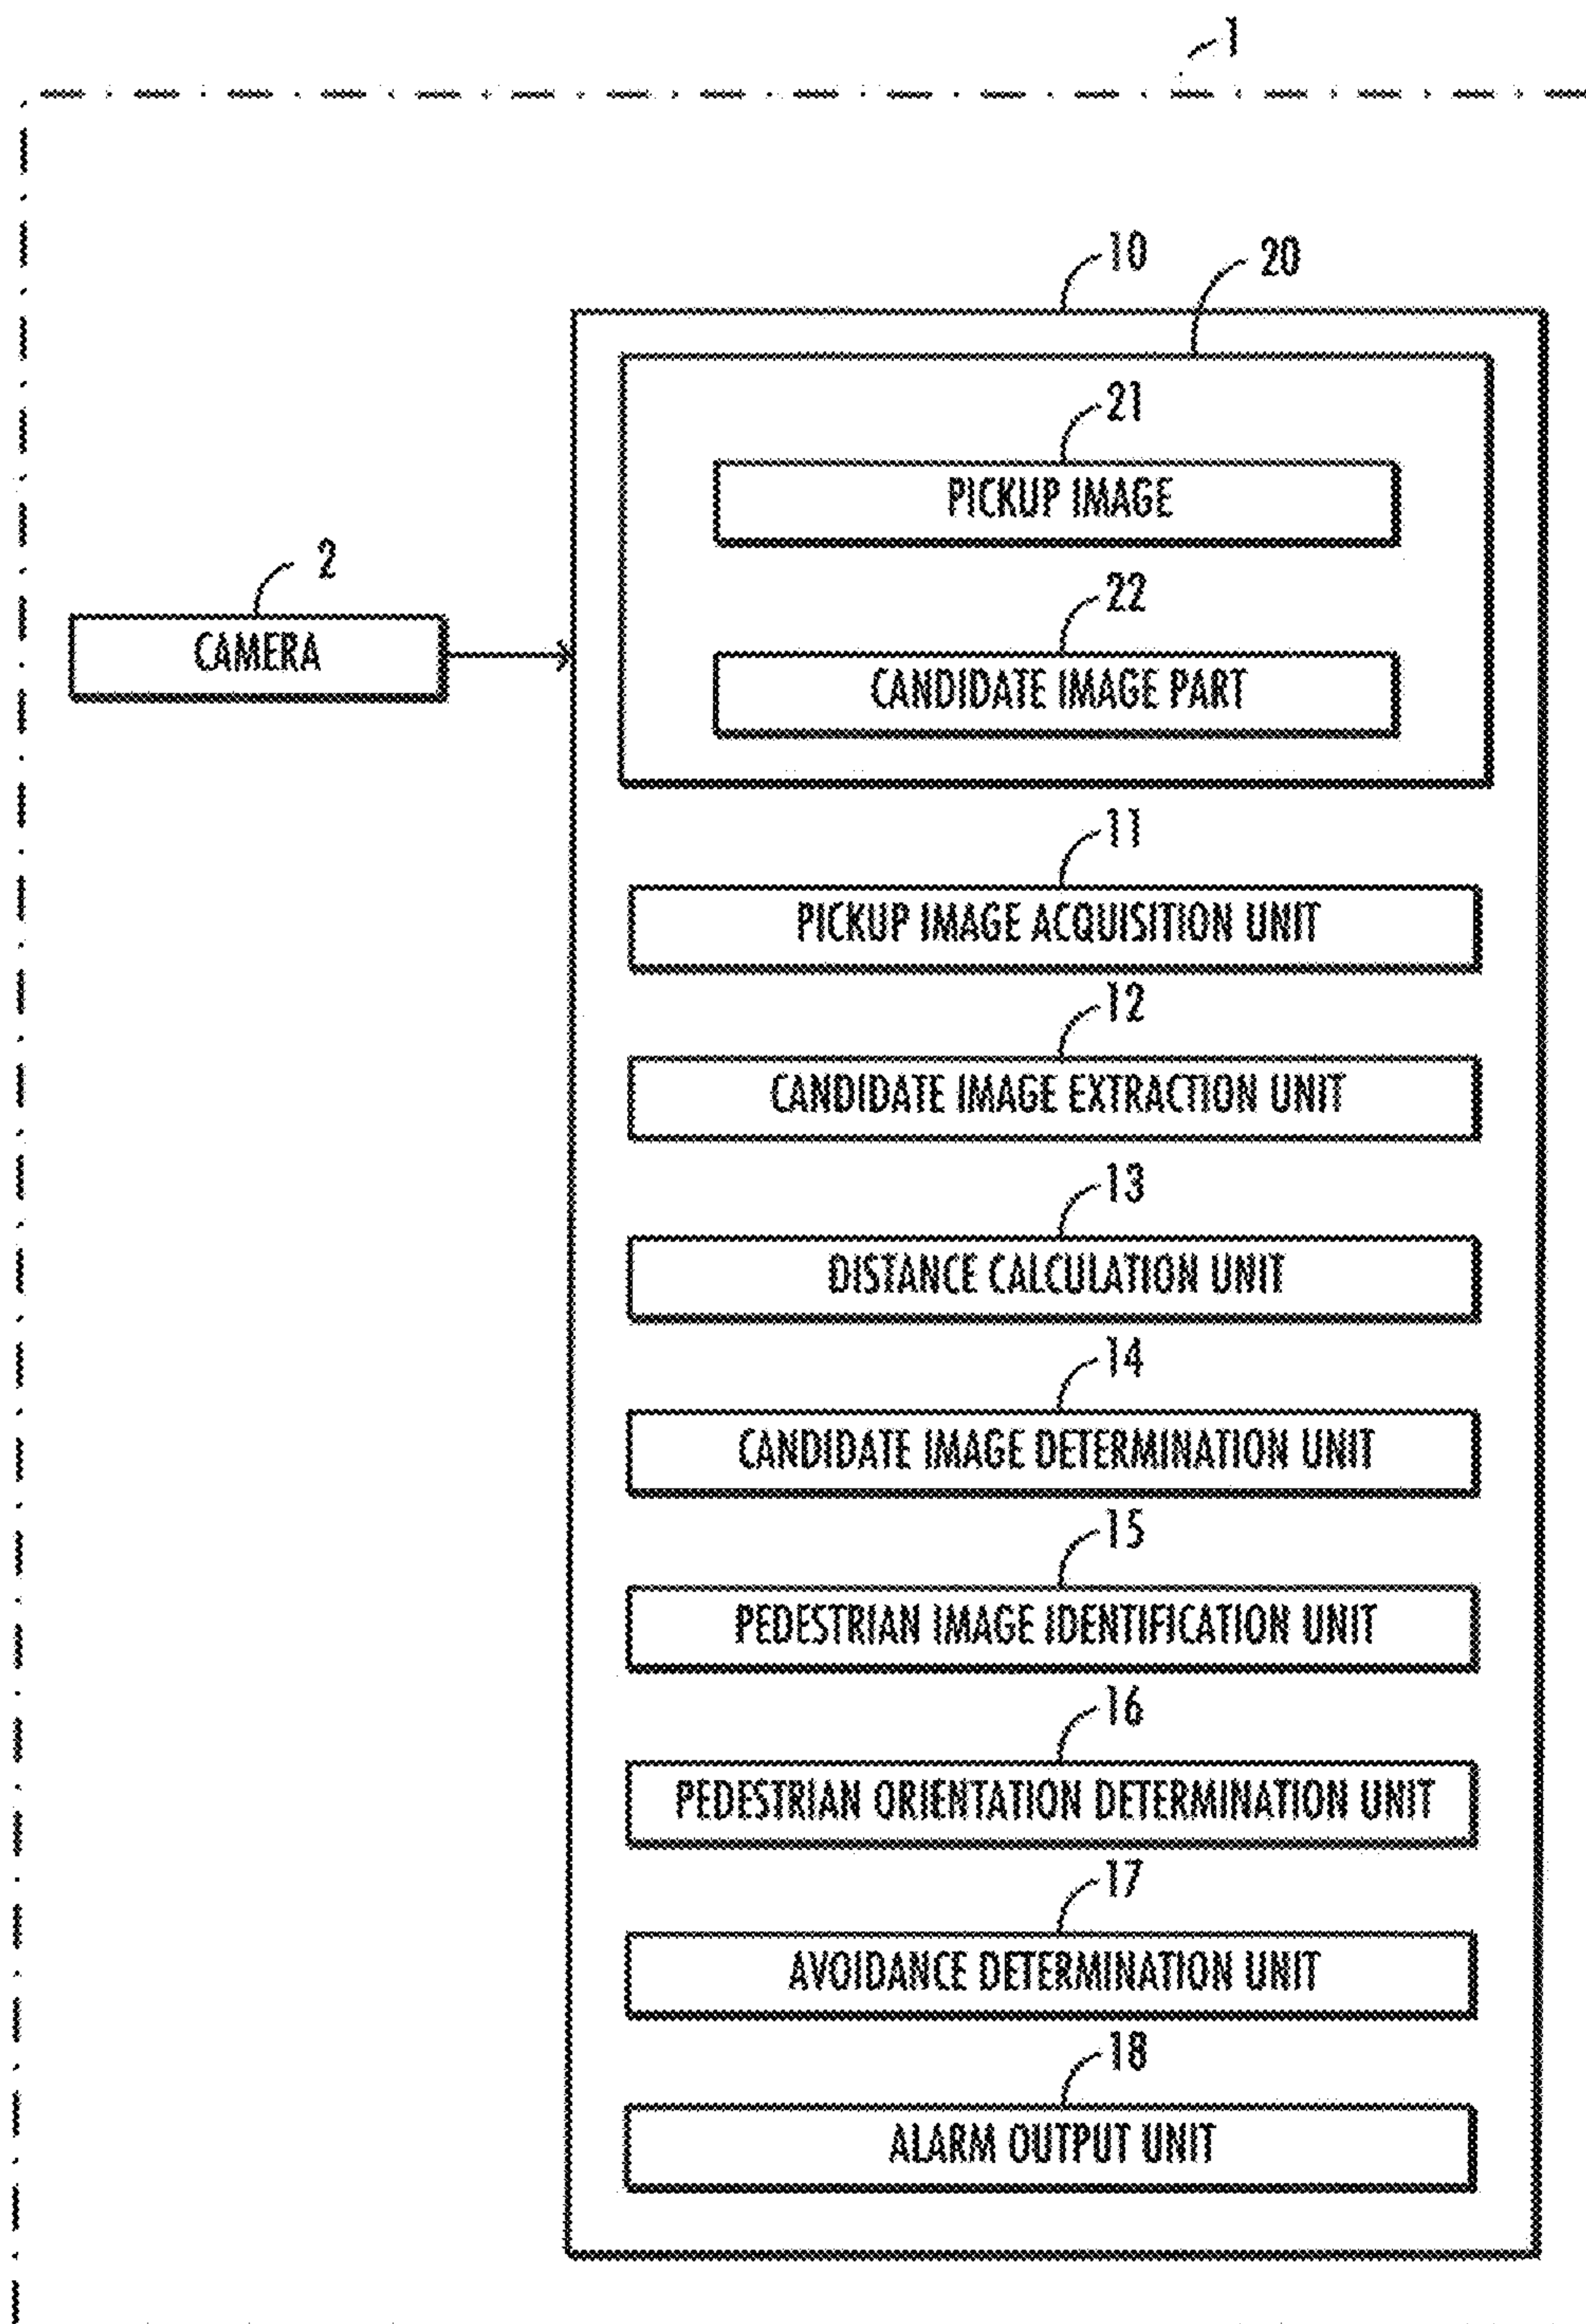 1
10
20
21
PICKUP IMAGE
2
22
CAMERA
CANDIDATE IMAGE PART
11
PICKUP IMAGE ACQUISITION UNIT
12
CANDIDATE IMAGE EXTRACTION UNIT
13
DISTANCE CALCULATION UNIT
14
CANDIDATE IMAGE DETERMINATION UNIT
15
PEDESTRIAN IMAGE IDENTIFICATION UNIT
16
PEDESTRIAN ORIENTATION DETERMINATION UNIT
17
AVOIDANCE DETERMINATION UNIT
18
ALARM OUTPUT UNIT